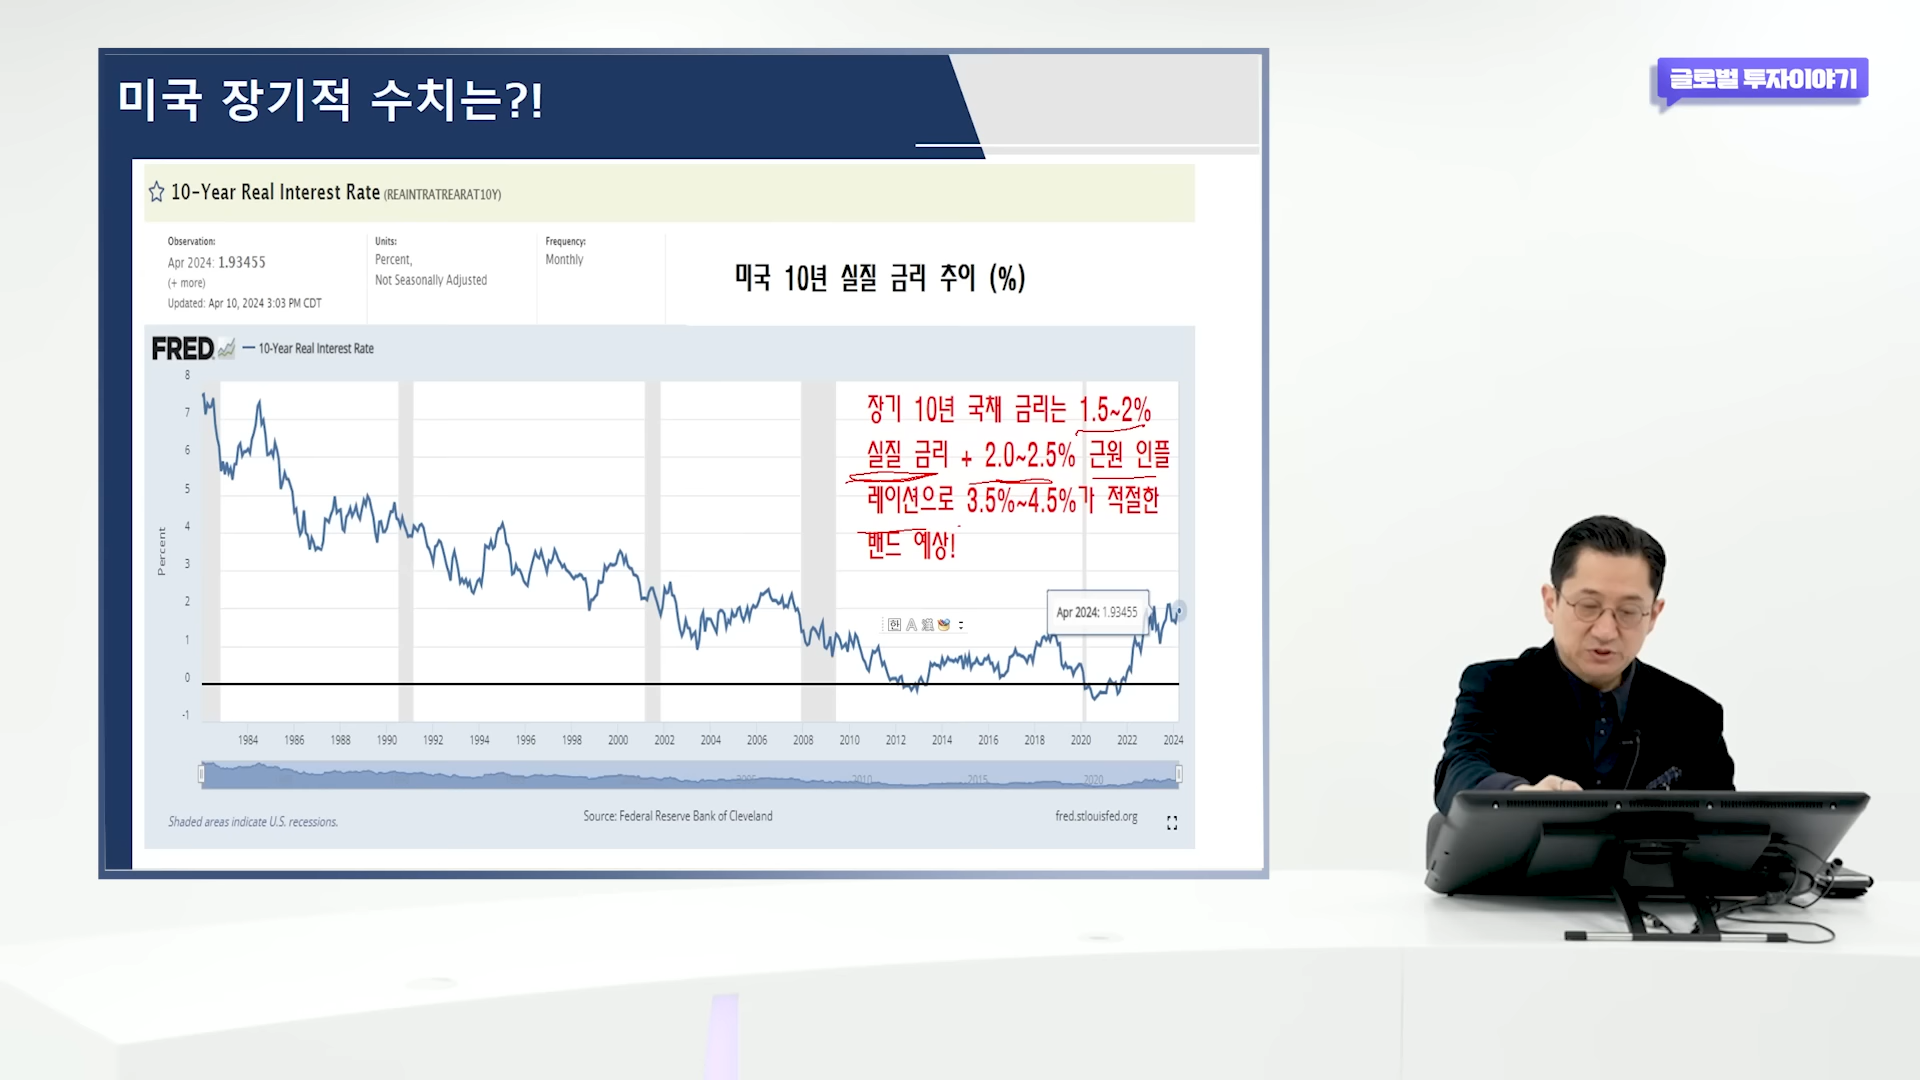 미국 장기적 수치는?!
글로벌 투자이야기
10-Year Real Interest Rate (REAINTRATREARAT10Y)
Observation:
Apr 2024: 1.93455
(+ more)
Updated: Apr 10, 2024 3:03 PM CDT
Units:
Percent,
Not Seasonally Adjusted
Frequency:
Monthly
미국 10년 실질 금리 추이 (%)
FRED
10-Year Real Interest Rate
장기 10년 국채 금리는 1.5~2%
실질 금리 + 2.0~2.5% 근원 인플
레이션으로 3.5%~4.5%가 적절한
밴드 예상!
8
7
6
5
4
3
2
1
0
-1
Percent
Apr 2024: 1.93455
한 A 漢
1984 1986 1988 1990 1992 1994 1996 1998 2000 2002 2004 2006 2008 2010 2012 2014 2016 2018 2020 2022 2024
2005 2010 2015 2020
Shaded areas indicate U.S. recessions.
Source: Federal Reserve Bank of Cleveland
fred.stlouisfed.org